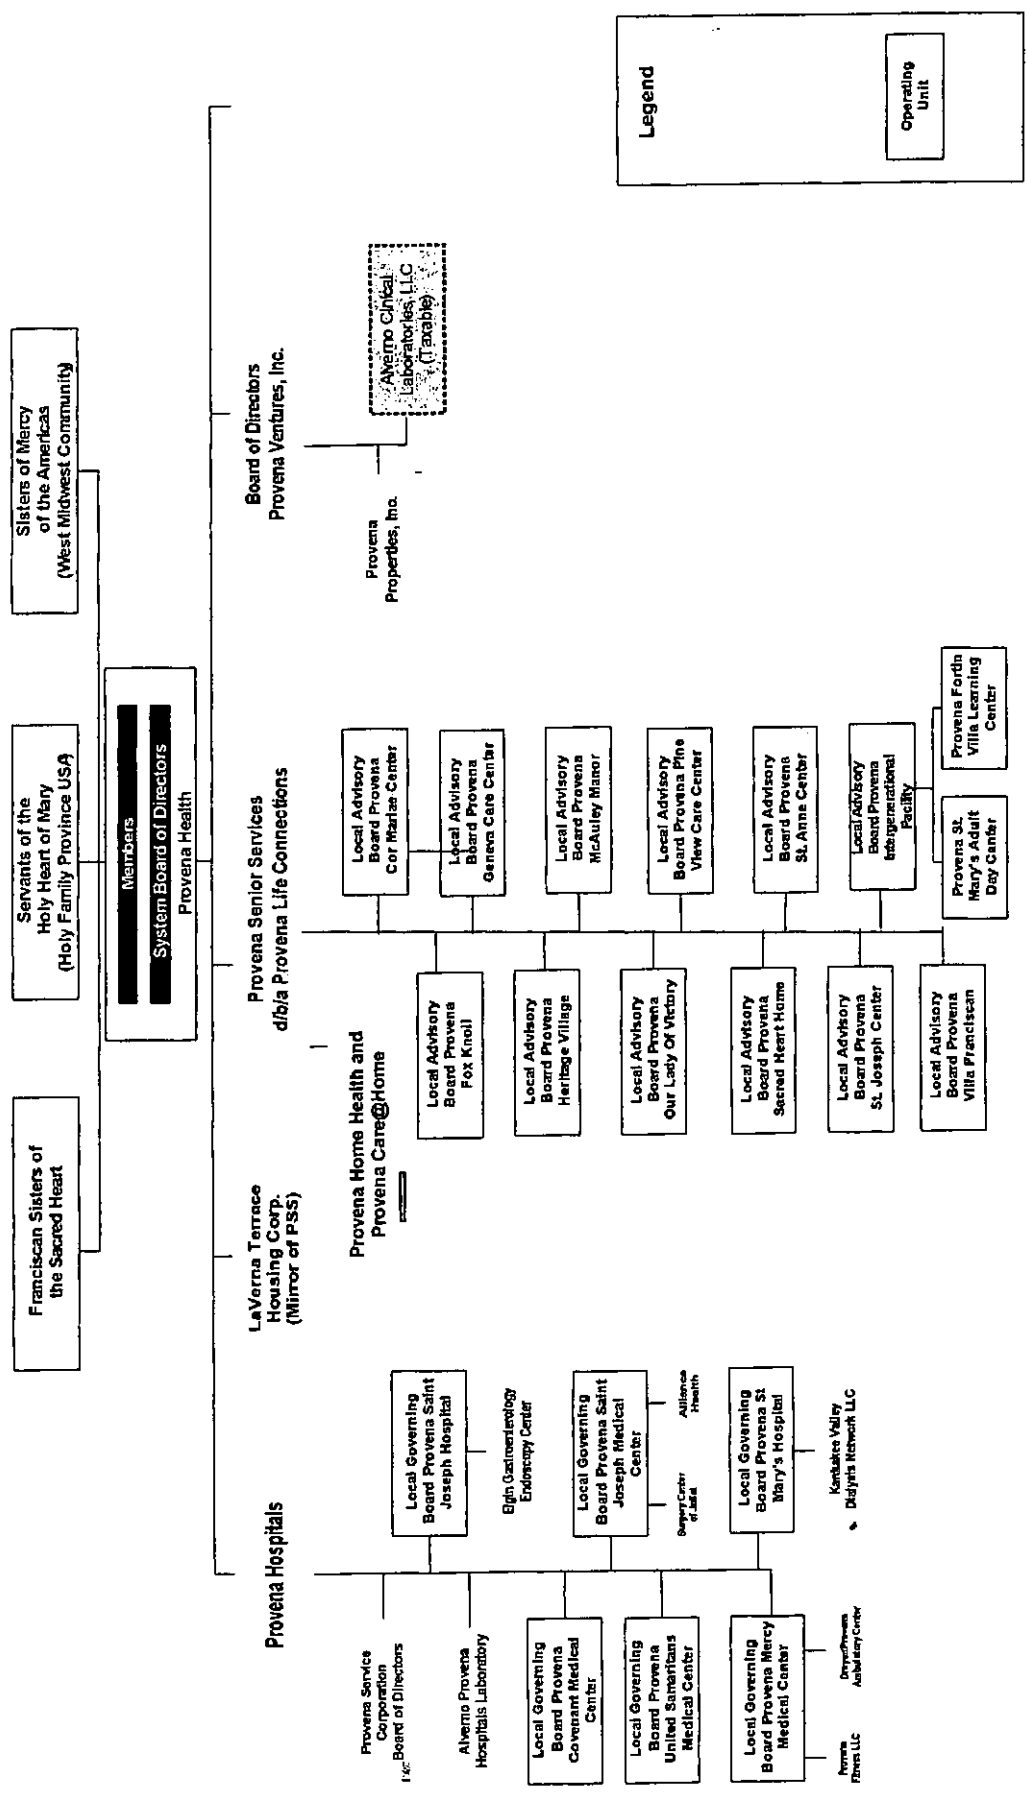 Franciscan Sisters of
the Sacred Heart
Servants of the
Holy Heart of Mary
(Holy Family Province USA)
Sisters of Mercy
of the Americas
(West Midwest Community)
Members
System Board of Directors
Provena Health
Provena Hospitals
LaVerna Terrace
Housing Corp.
(Mirror of PSS)
Provena Senior Services
d/b/a Provena Life Connections
Board of Directors
Provena Ventures, Inc.
Provena Service
Corporation
Board of Directors
Alverno Provena
Hospitals Laboratory
Local Governing
Board Provena
Covenant Medical
Center
Local Governing
Board Provena
United Samaritans
Medical Center
Local Governing
Board Provena Mercy
Medical Center
Provena
Fitness LLC
Dreyer/Provena
Ambulatory Center
Local Governing
Board Provena Saint
Joseph Hospital
Elgin Gastroenterology
Endoscopy Center
Local Governing
Board Provena Saint
Joseph Medical
Center
Surgery Center
of Joliet
Alliance
Health
Local Governing
Board Provena St
Mary's Hospital
Kankakee Valley
Dialysis Network LLC
Provena Home Health and
Provena Care@Home
Local Advisory
Board Provena
Fox Knoll
Local Advisory
Board Provena
Heritage Village
Local Advisory
Board Provena
Our Lady Of Victory
Local Advisory
Board Provena
Sacred Heart Home
Local Advisory
Board Provena
St. Joseph Center
Local Advisory
Board Provena
Villa Franciscan
Local Advisory
Board Provena
Cor Mariae Center
Local Advisory
Board Provena
Geneva Care Center
Local Advisory
Board Provena
McAuley Manor
Local Advisory
Board Provena Pine
View Care Center
Local Advisory
Board Provena
St. Anne Center
Local Advisory
Board Provena
Intergenerational
Facility
Provena St.
Mary's Adult
Day Center
Provena Fortin
Villa Learning
Center
Provena
Properties, Inc.
Alverno Clinical
Laboratories, LLC
(Taxable)
Legend
Operating
Unit